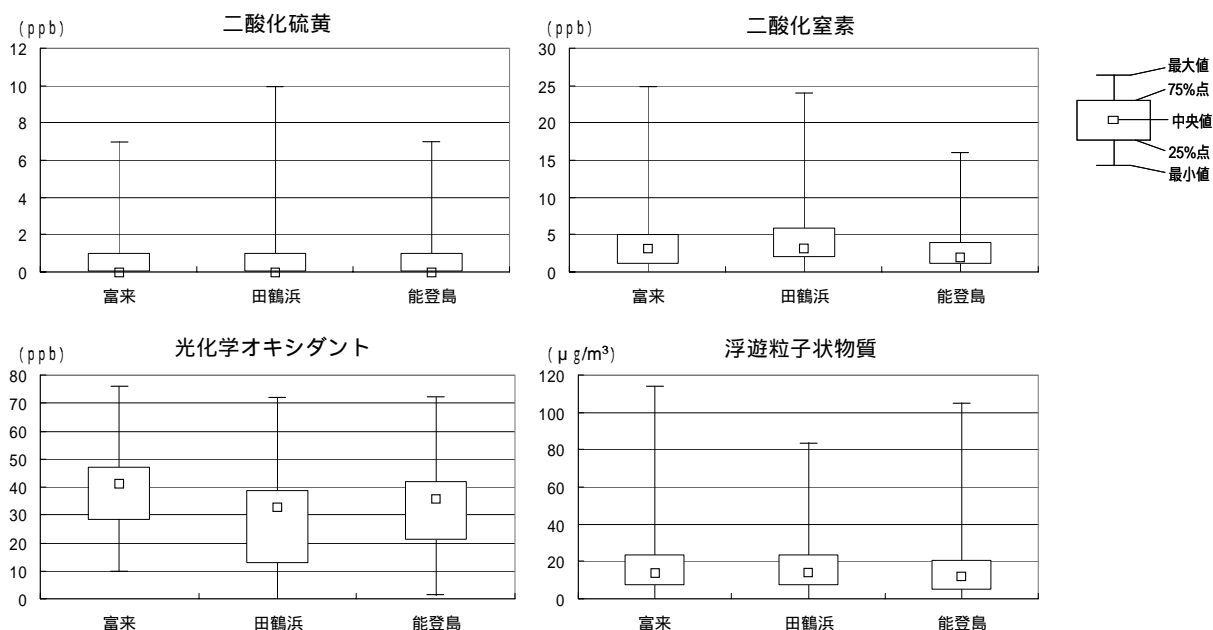 (ppb) 二酸化硫黄
12
10
8
6
4
2
0
富来 田鶴浜 能登島
(ppb) 二酸化窒素
30
25
20
15
10
5
0
富来 田鶴浜 能登島
最大値
75%点
中央値
25%点
最小値
(ppb) 光化学オキシダント
80
70
60
50
40
30
20
10
0
富来 田鶴浜 能登島
(μg/m³) 浮遊粒子状物質
120
100
80
60
40
20
0
富来 田鶴浜 能登島